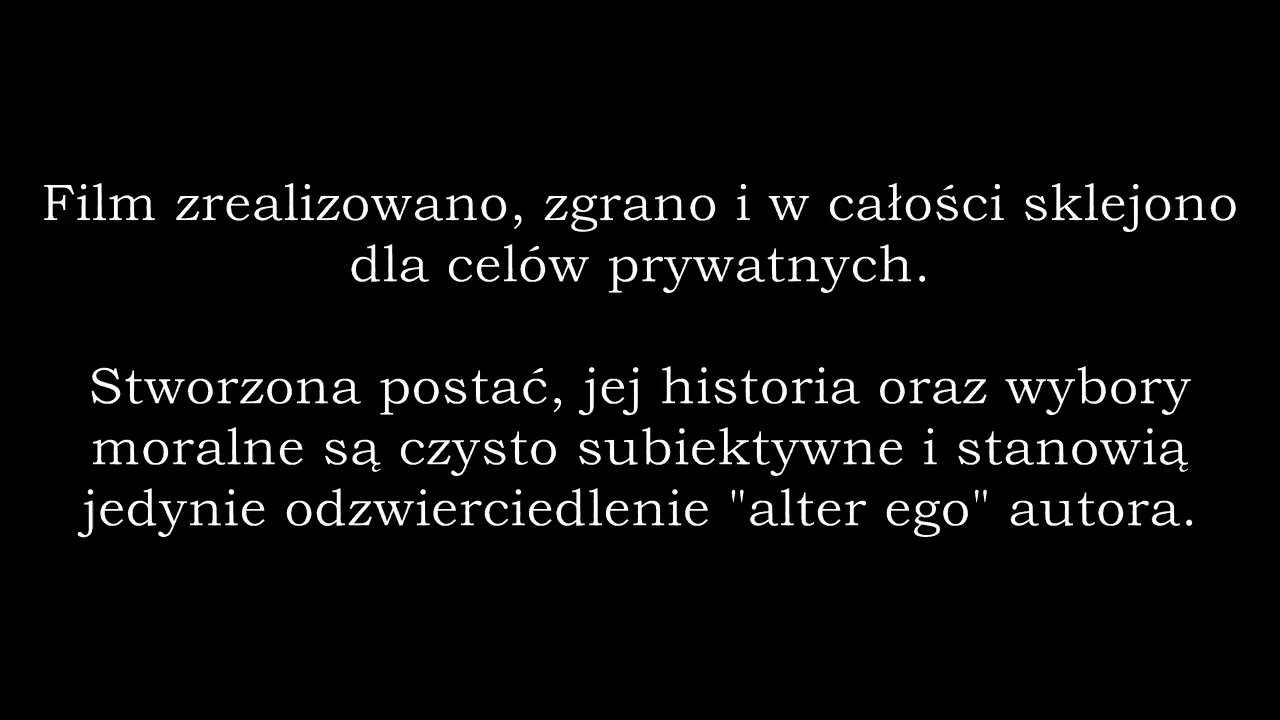 Film zrealizowano, zgrano i w całości sklejono
dla celów prywatnych.
Stworzona postać, jej historia oraz wybory
moralne są czysto subiektywne i stanowią
jedynie odzwierciedlenie "alter ego" autora.